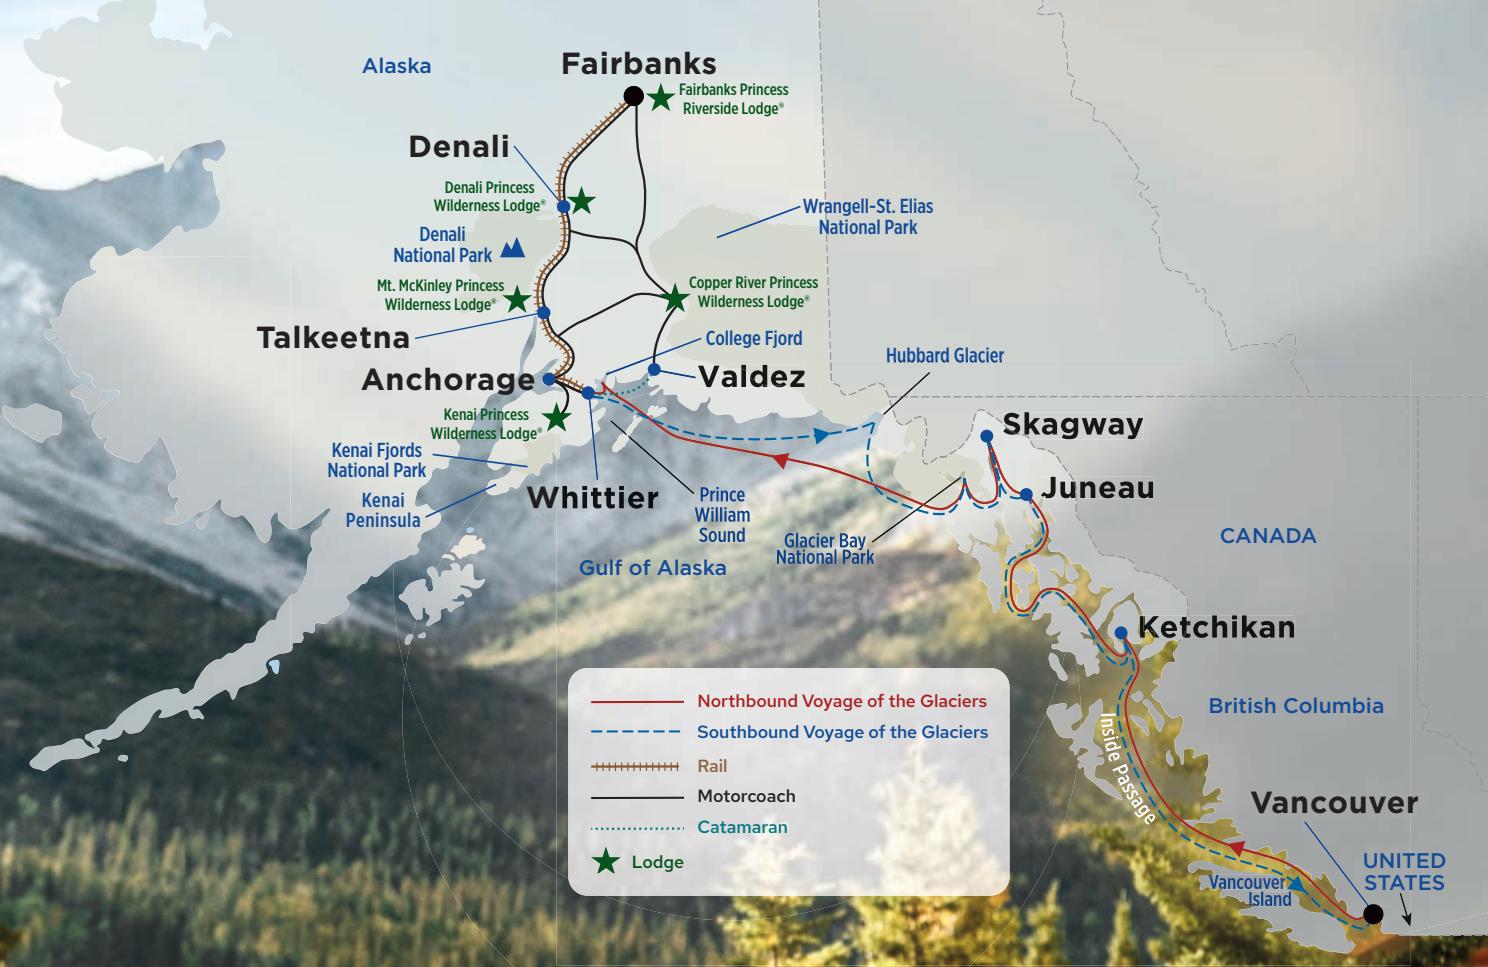 Fairbanks
Alaska
Fairbanks Princess
Riverside Lodge®
Denali
Denali Princess
Wilderness Lodge®
Wrangell-St. Elias
National Park
Denali
National Park
Mt. McKinley Princess
Wilderness Lodge®
Copper River Princess
Wilderness Lodge®
Talkeetna
College Fjord
Hubbard Glacier
Anchorage
Valdez
Kenai Princess
Wilderness Lodge®
Skagway
Kenai Fjords
National Park
Kenai
Peninsula
Whittier
Prince
William
Sound
Juneau
Glacier Bay
National Park
CANADA
Gulf of Alaska
Ketchikan
British Columbia
Inside Passage
Vancouver
UNITED
STATES
Vancouver
Island
Northbound Voyage of the Glaciers
Southbound Voyage of the Glaciers
Rail
Motorcoach
Catamaran
Lodge